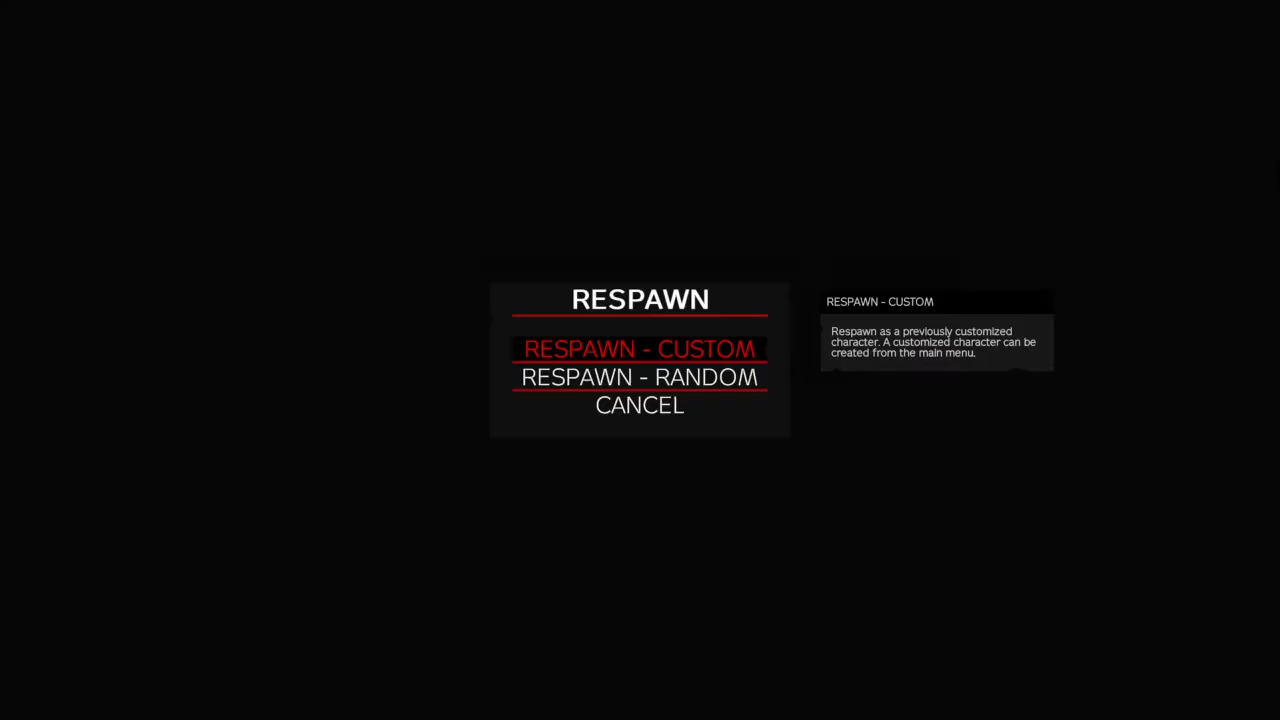 RESPAWN
RESPAWN - CUSTOM
RESPAWN - RANDOM
CANCEL
RESPAWN - CUSTOM
Respawn as a previously customized
character. A customized character can be
created from the main menu.